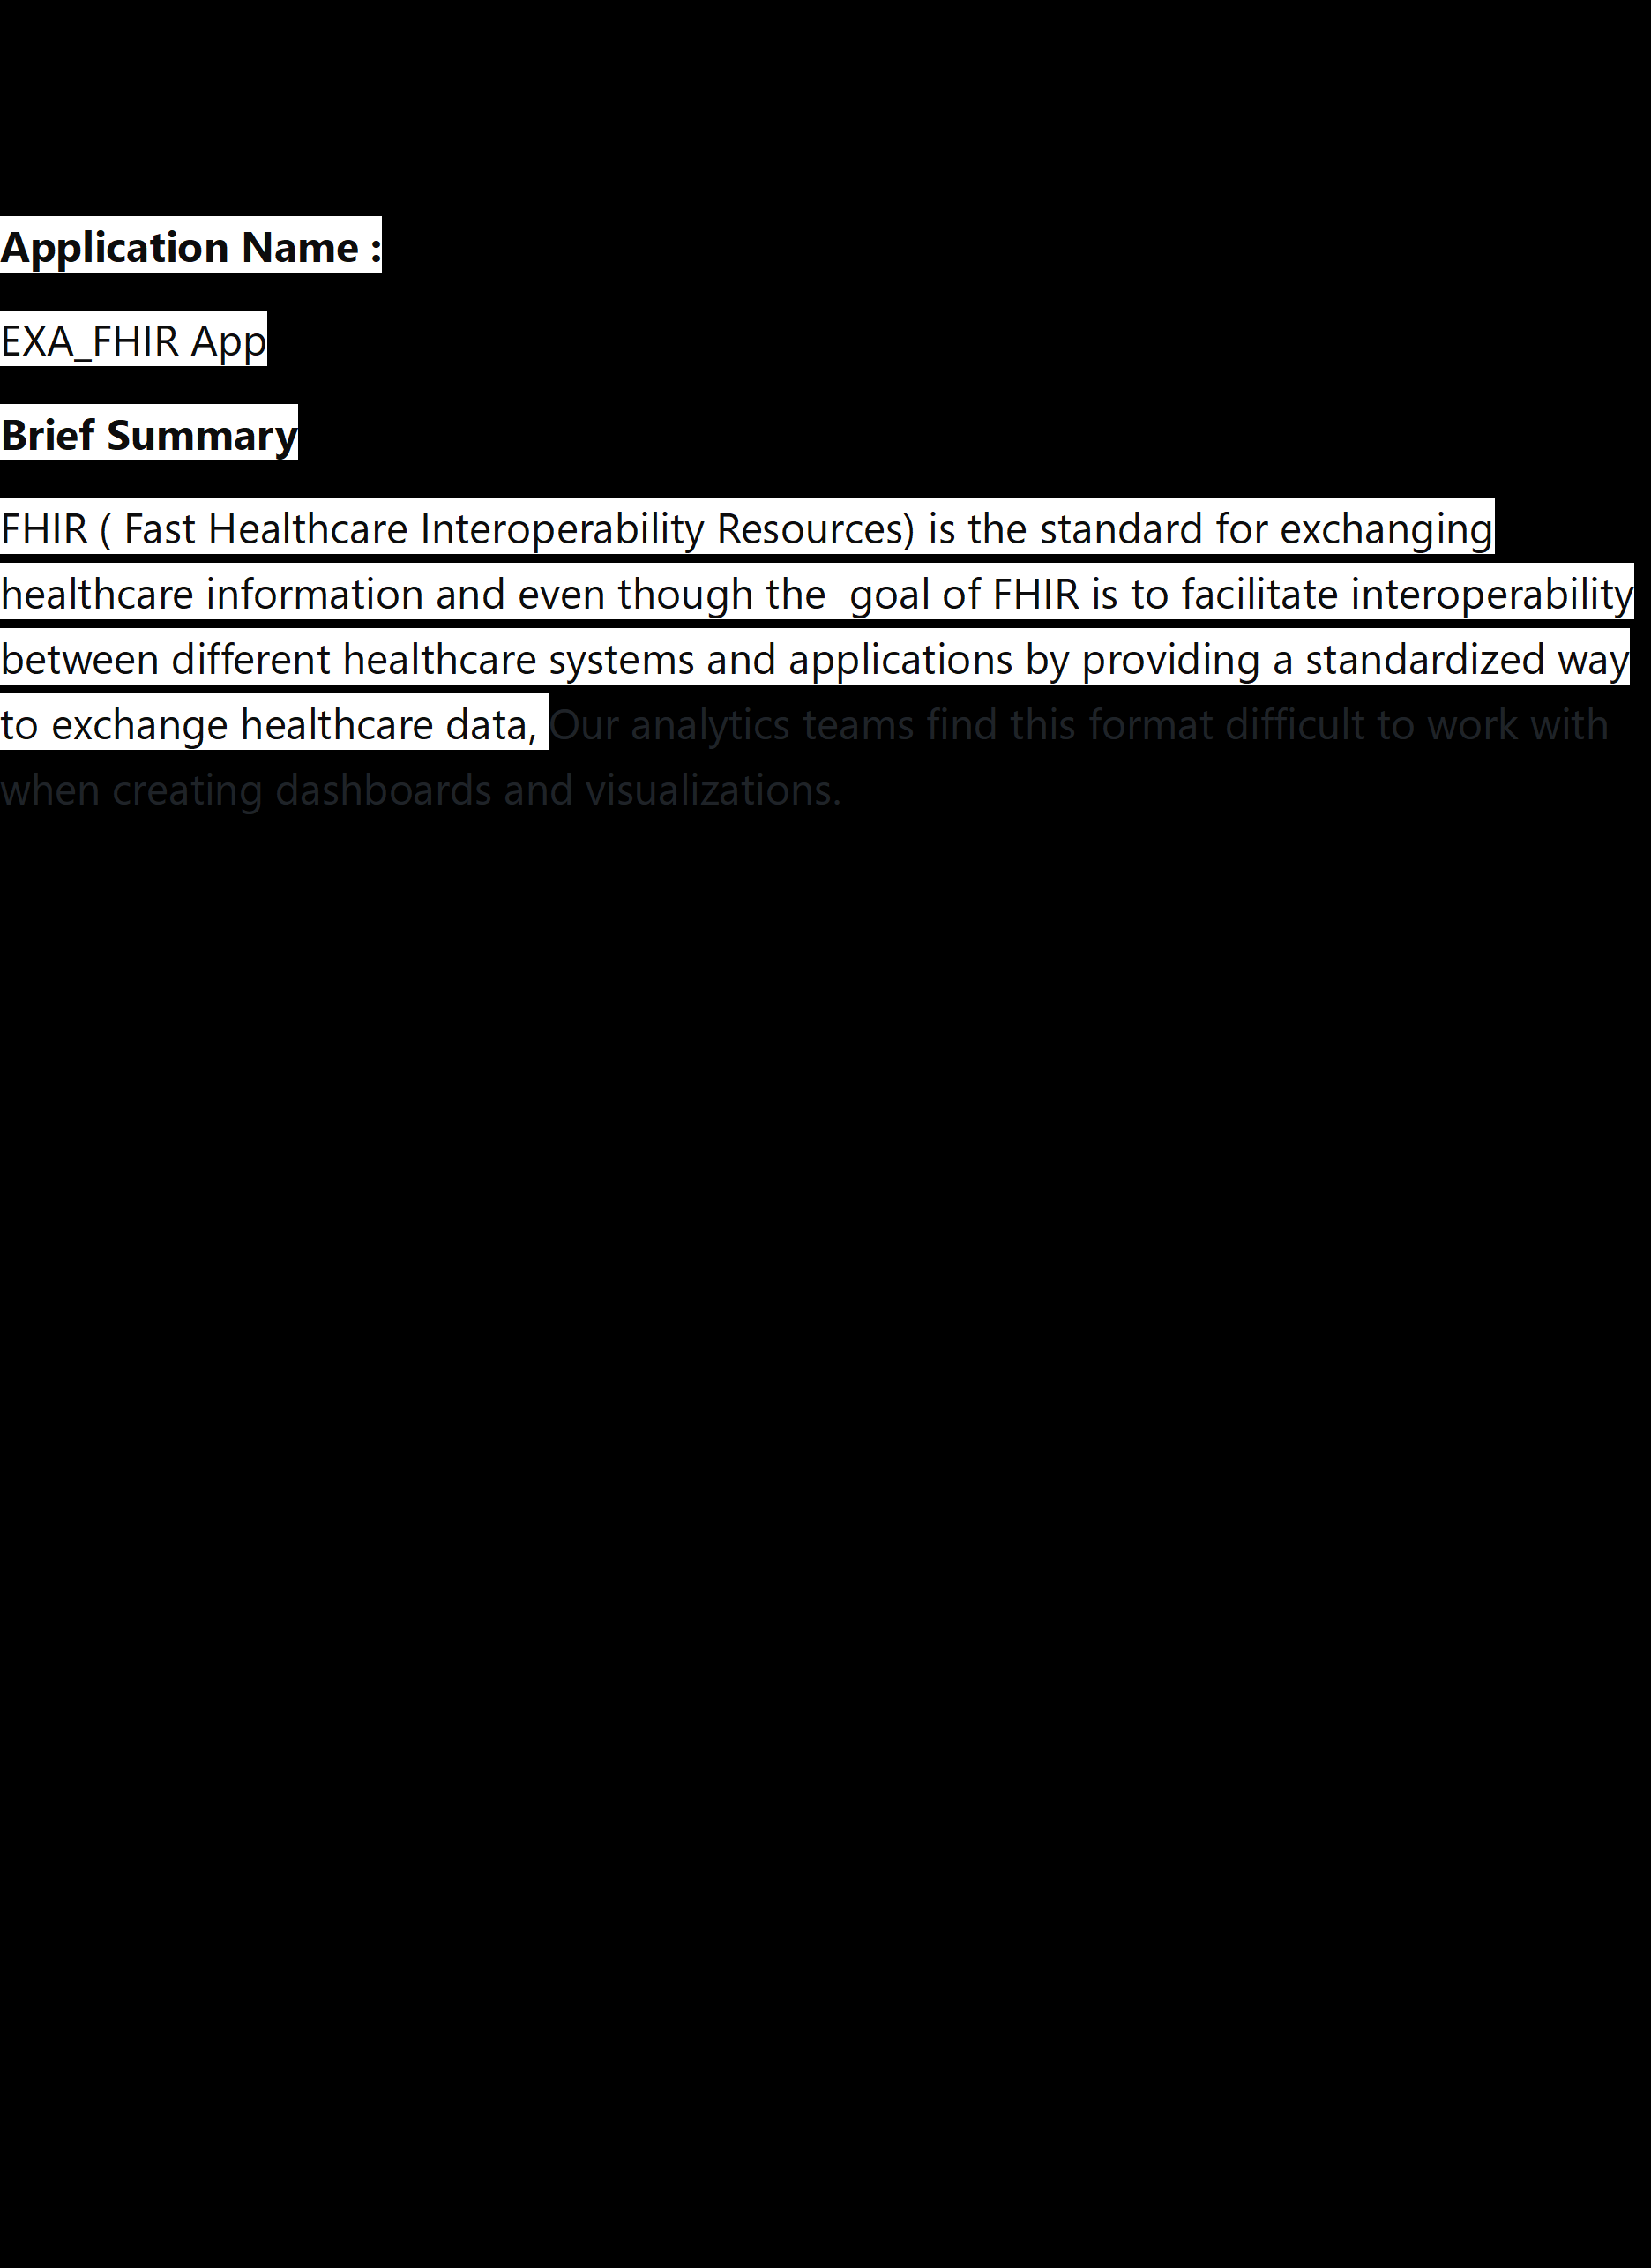 Application Name :
EXA_FHIR App
Brief Summary
FHIR ( Fast Healthcare Interoperability Resources) is the standard for exchanging
healthcare information and even though the  goal of FHIR is to facilitate interoperability
between different healthcare systems and applications by providing a standardized way
to exchange healthcare data, Our analytics teams find this format difficult to work with
when creating dashboards and visualizations.